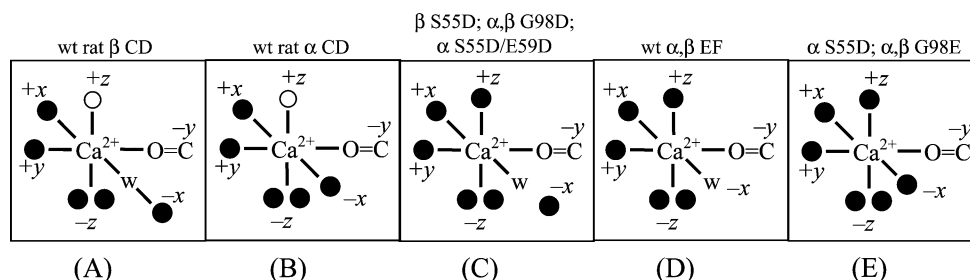 β S55D; α,β G98D;
wt rat β CD
wt rat α CD
α S55D/E59D
wt α,β EF
α S55D; α,β G98E
+z
+x
+y
Ca2+
O=C
–y
w
–x
–z
+z
+x
+y
Ca2+
O=C
–y
–x
–z
+z
+x
+y
Ca2+
O=C
–y
w
–x
–z
+z
+x
+y
Ca2+
O=C
–y
w
–x
–z
+z
+x
+y
Ca2+
O=C
–y
–x
–z
(A)
(B)
(C)
(D)
(E)